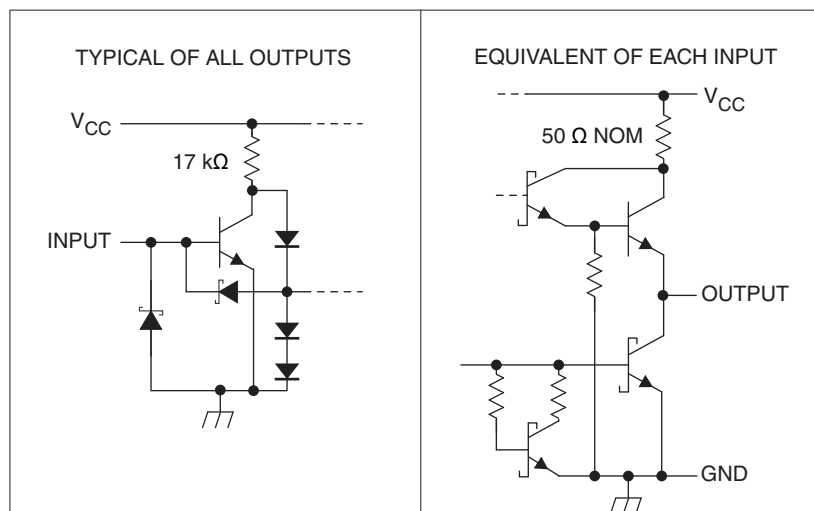 TYPICAL OF ALL OUTPUTS
VCC
17 kΩ
INPUT
EQUIVALENT OF EACH INPUT
VCC
50 Ω NOM
OUTPUT
GND